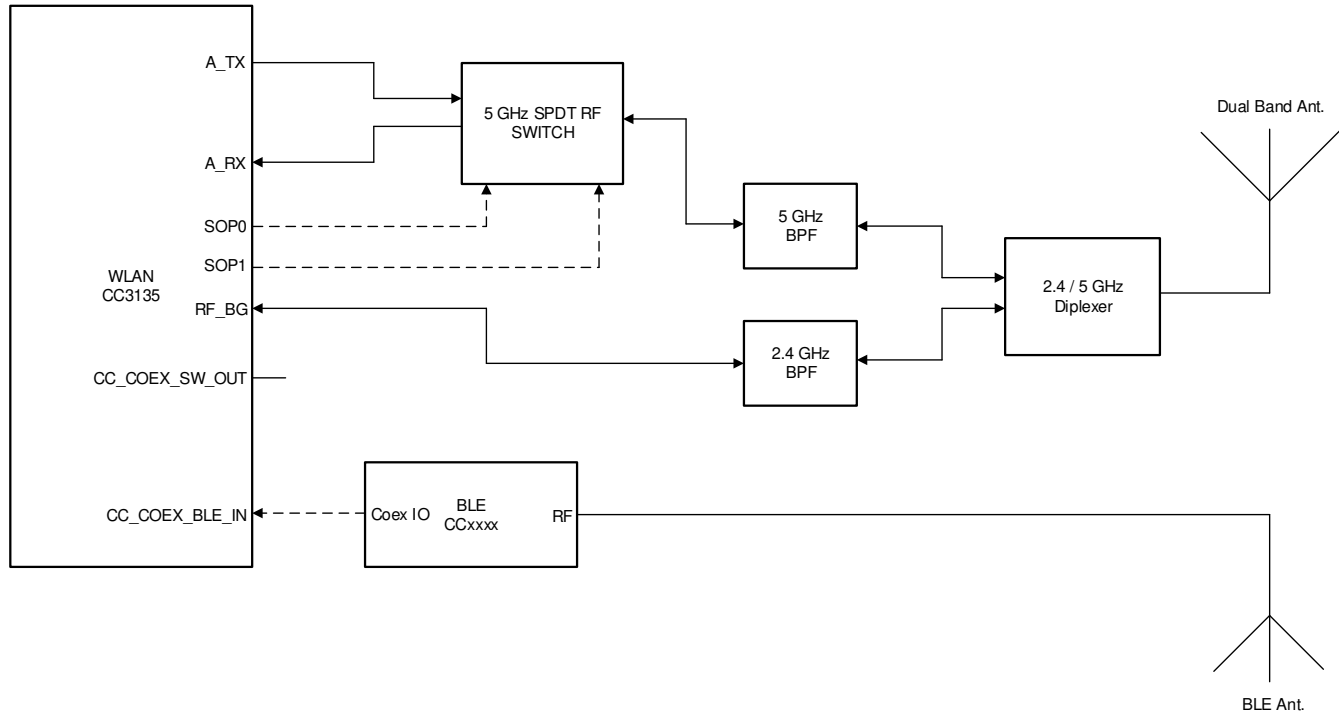 A_TX
5 GHz SPDT RF
SWITCH
Dual Band Ant.
A_RX
5 GHz
BPF
SOP0
SOP1
WLAN
CC3135
2.4 / 5 GHz
Diplexer
RF_BG
2.4 GHz
BPF
CC_COEX_SW_OUT
CC_COEX_BLE_IN
Coex IO
BLE
CCxxxx
RF
BLE Ant.